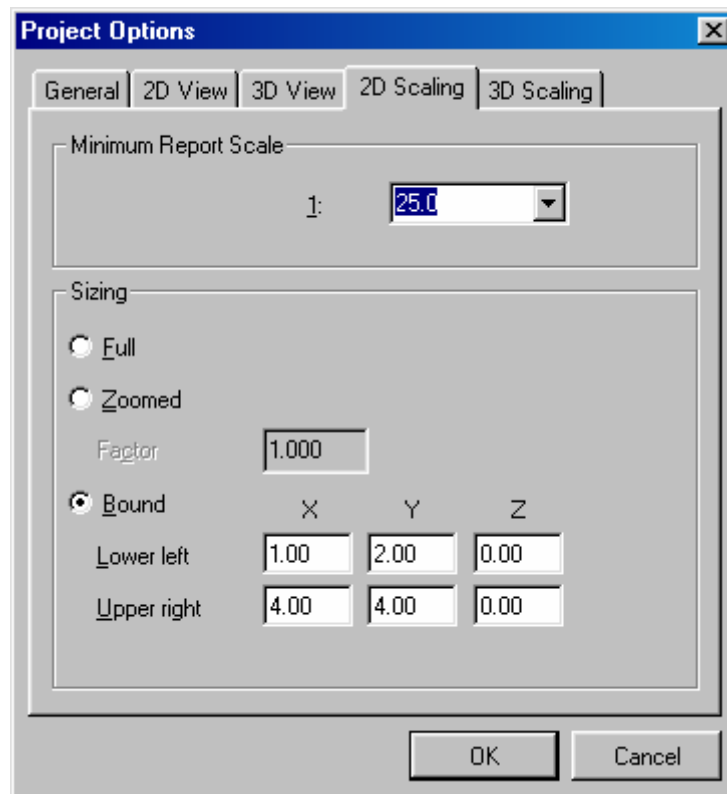 Project Options
General 2D View 3D View 2D Scaling 3D Scaling
Minimum Report Scale
1: 25.0
Sizing
Full
Zoomed
Factor 1.000
Bound X Y Z
Lower left 1.00 2.00 0.00
Upper right 4.00 4.00 0.00
OK Cancel